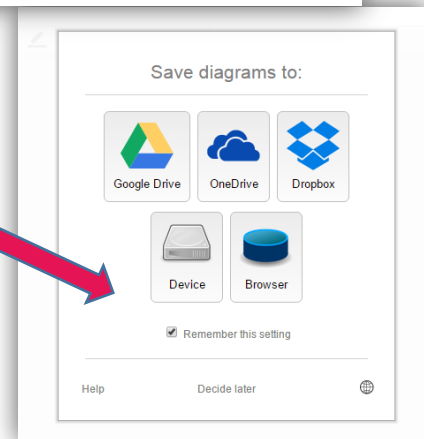 Save diagrams to:
Google Drive OneDrive Dropbox
Device Browser
Remember this setting
Help Decide later